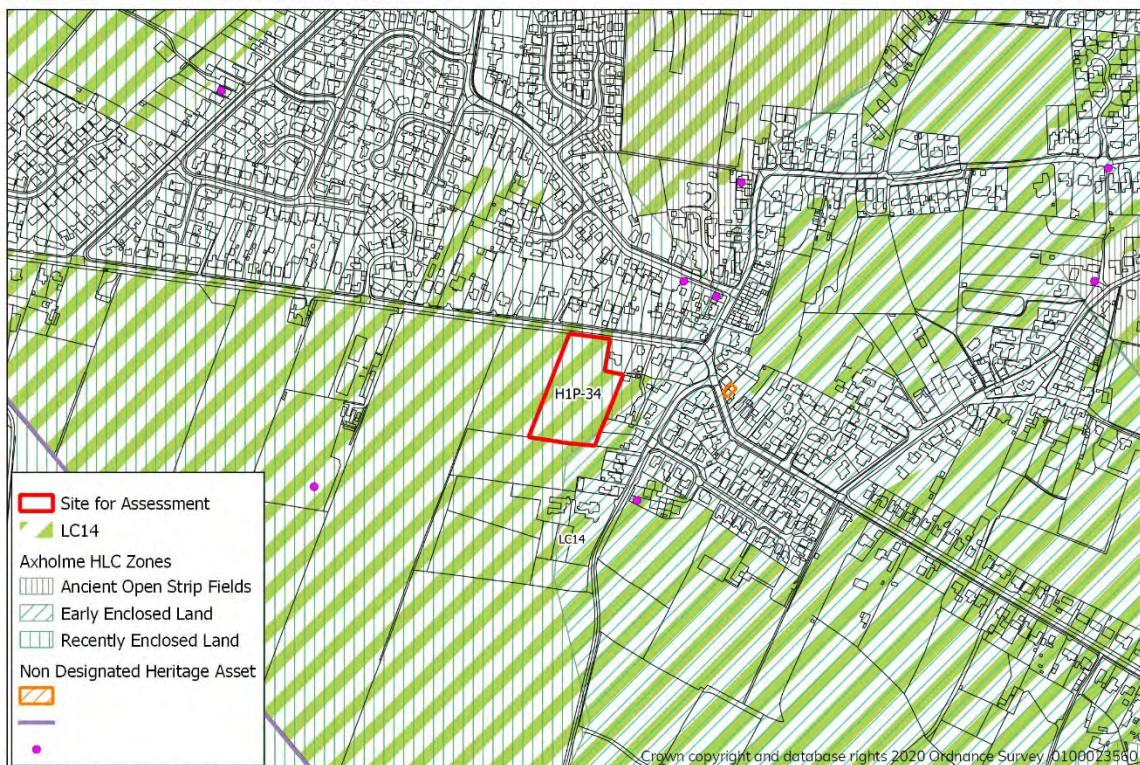 H1P-34
LC14
Site for Assessment
LC14
Axholme HLC Zones
Ancient Open Strip Fields
Early Enclosed Land
Recently Enclosed Land
Non Designated Heritage Asset
Crown copyright and database rights 2020 Ordnance Survey 0100023560